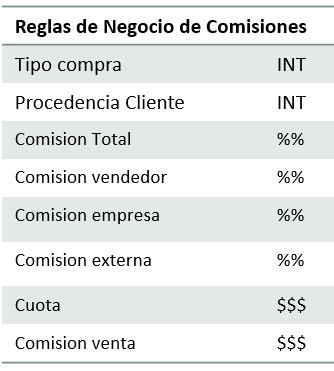 Reglas de Negocio de Comisiones
Tipo compra INT
Procedencia Cliente INT
Comision Total %%
Comision vendedor %%
Comision empresa %%
Comision externa %%
Cuota $$$
Comision venta $$$